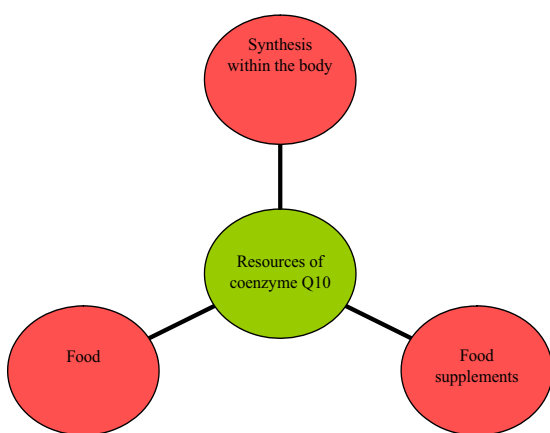 Synthesis
within the body
Resources of
coenzyme Q10
Food
Food
supplements